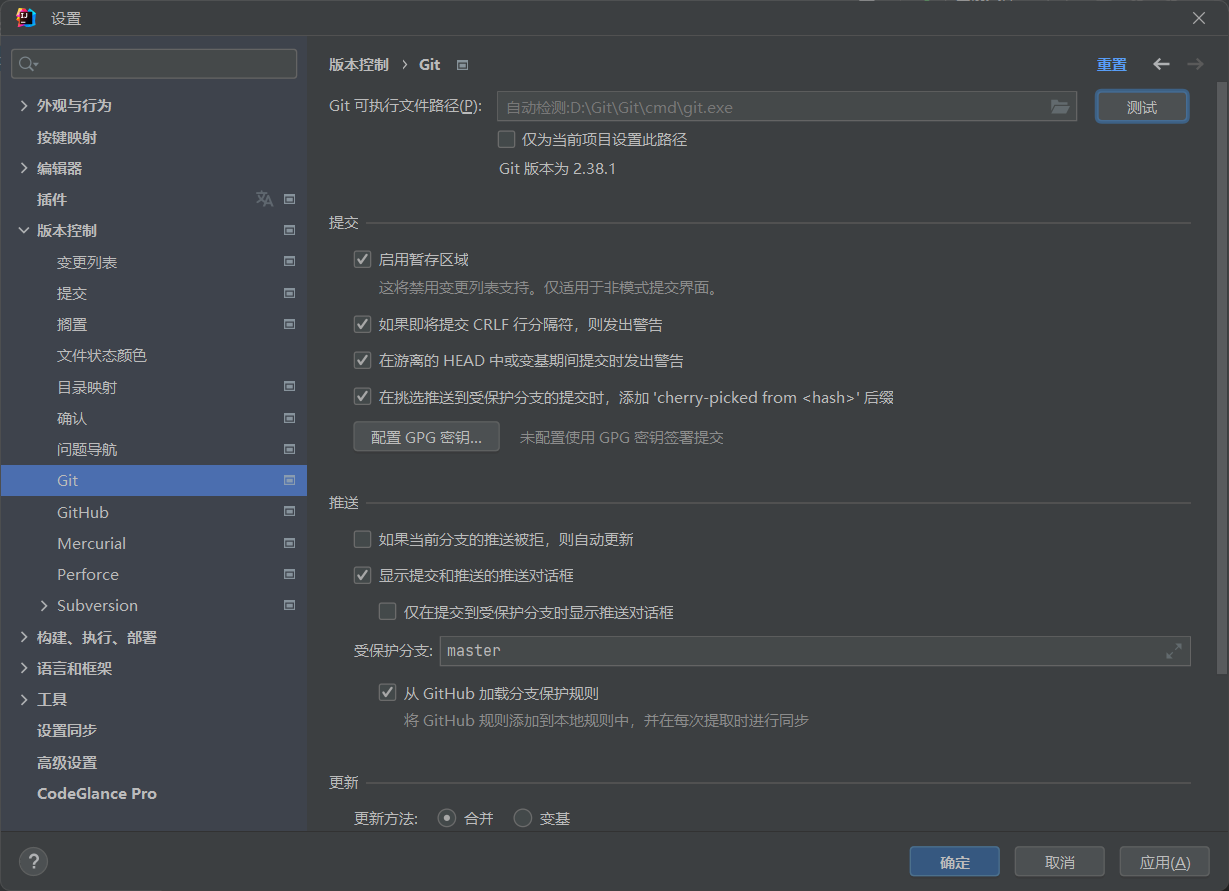 设置
外观与行为
按键映射
编辑器
插件
版本控制
变更列表
提交
搁置
文件状态颜色
目录映射
确认
问题导航
Git
GitHub
Mercurial
Perforce
Subversion
构建、执行、部署
语言和框架
工具
设置同步
高级设置
CodeGlance Pro
版本控制 › Git
重置
Git 可执行文件路径(P): 自动检测:D:\Git\Git\cmd\git.exe 测试
仅为当前项目设置此路径
Git 版本为 2.38.1
提交
启用暂存区域
这将禁用变更列表支持。仅适用于非模式提交界面。
如果即将提交 CRLF 行分隔符，则发出警告
在游离的 HEAD 中或变基期间提交时发出警告
在挑选推送到受保护分支的提交时，添加 'cherry-picked from <hash>' 后缀
配置 GPG 密钥... 未配置使用 GPG 密钥签署提交
推送
如果当前分支的推送被拒，则自动更新
显示提交和推送的推送对话框
仅在提交到受保护分支时显示推送对话框
受保护分支: master
从 GitHub 加载分支保护规则
将 GitHub 规则添加到本地规则中，并在每次提取时进行同步
更新
更新方法: 合并 变基
? 确定 取消 应用(A)